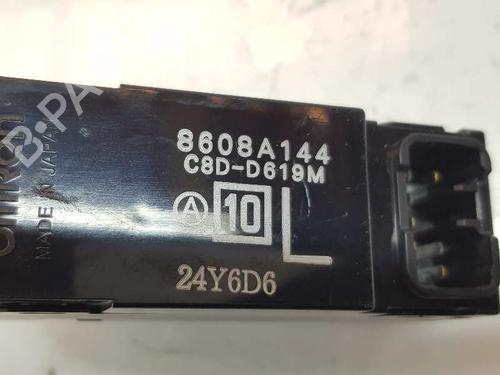 8608A144
C8D-D619M
A 10 L
24Y6D6
OMRON
MADE IN JAPAN
B-PA